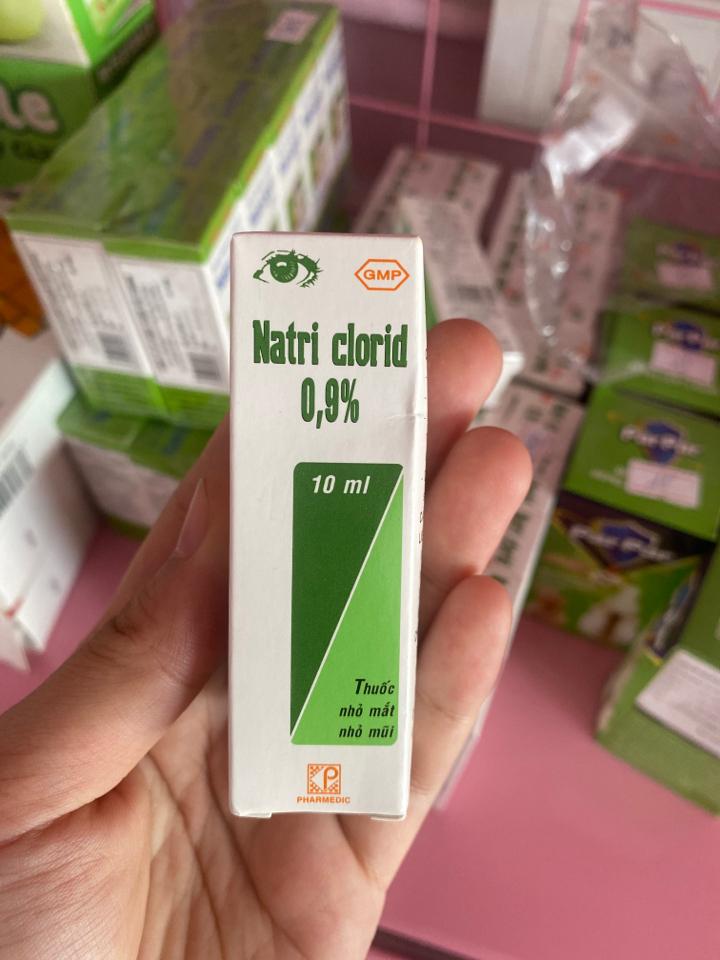 GMP
Natri clorid
0,9%
10 ml
Thuốc
nhỏ mắt
nhỏ mũi
PHARMEDIC